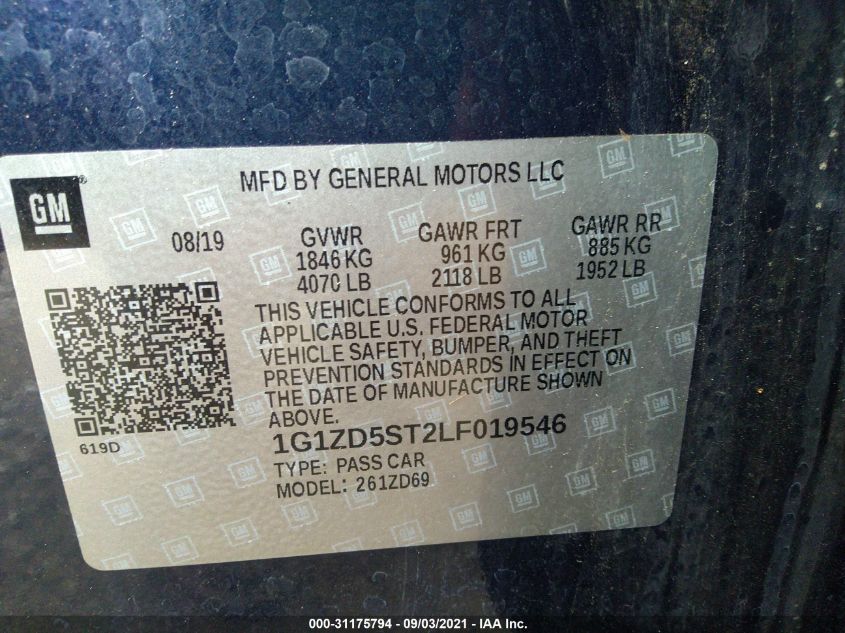 MFD BY GENERAL MOTORS LLC
GM
08/19
GVWR
1846 KG
4070 LB
GAWR FRT
961 KG
2118 LB
GAWR RR
885 KG
1952 LB
THIS VEHICLE CONFORMS TO ALL
APPLICABLE U.S. FEDERAL MOTOR
VEHICLE SAFETY, BUMPER, AND THEFT
PREVENTION STANDARDS IN EFFECT ON
THE DATE OF MANUFACTURE SHOWN
ABOVE.
619D
1G1ZD5ST2LF019546
TYPE: PASS CAR
MODEL: 261ZD69
000-31175794 - 09/03/2021 - IAA Inc.